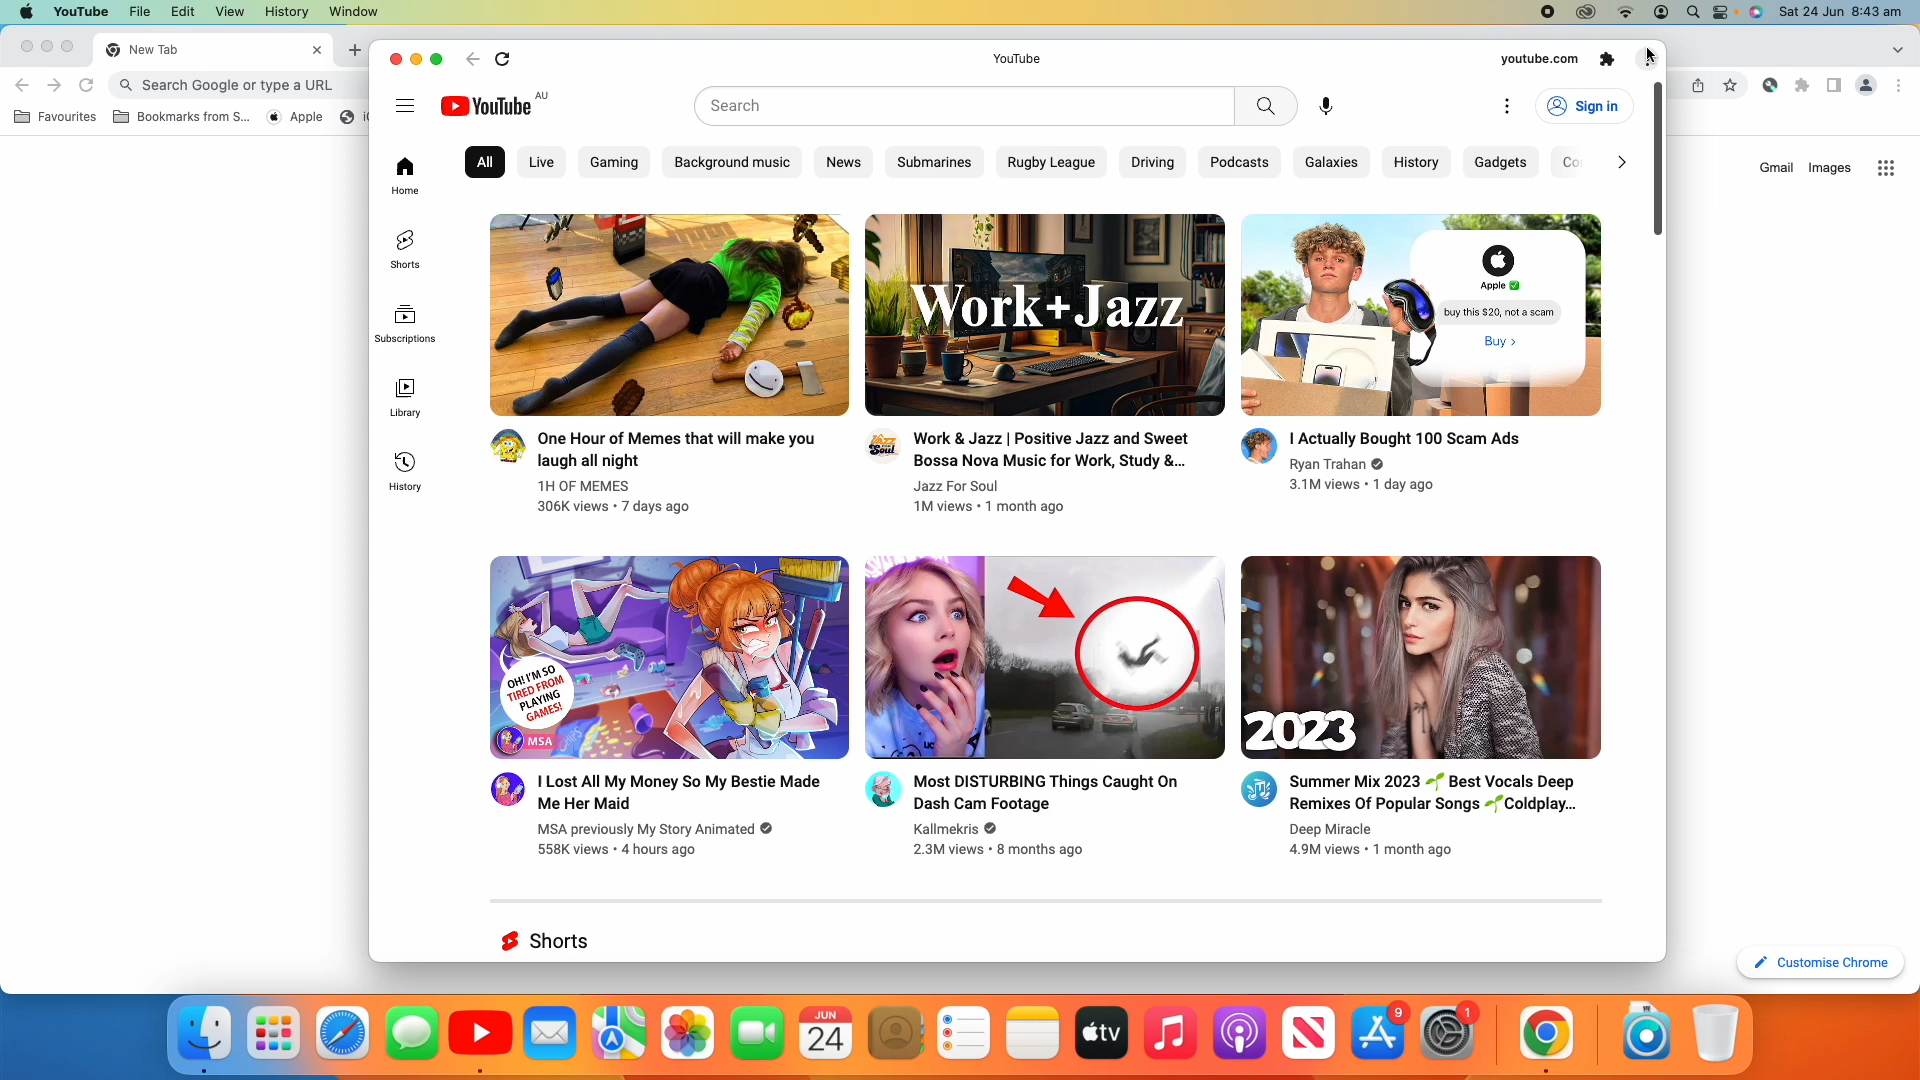 YouTube File Edit View History Window Sat 24 Jun 8:43 am
New Tab
YouTube youtube.com
Search Google or type a URL
YouTube AU Search Sign in
Favourites Bookmarks from S... Apple
All Live Gaming Background music News Submarines Rugby League Driving Podcasts Galaxies History Gadgets
Gmail Images
Home
Shorts
Subscriptions
Library
History
Work+Jazz
Apple
buy this $20, not a scam
Buy >
One Hour of Memes that will make you
laugh all night
1H OF MEMES
306K views • 7 days ago
Work & Jazz | Positive Jazz and Sweet
Bossa Nova Music for Work, Study &...
Jazz For Soul
1M views • 1 month ago
I Actually Bought 100 Scam Ads
Ryan Trahan
3.1M views • 1 day ago
OH! I'M SO
TIRED FROM
PLAYING
GAMES!
MSA
2023
I Lost All My Money So My Bestie Made
Me Her Maid
MSA previously My Story Animated
558K views • 4 hours ago
Most DISTURBING Things Caught On
Dash Cam Footage
Kallmekris
2.3M views • 8 months ago
Summer Mix 2023 🌱 Best Vocals Deep
Remixes Of Popular Songs 🌱Coldplay...
Deep Miracle
4.9M views • 1 month ago
Shorts
Customise Chrome
JUN
24
tv
9
1